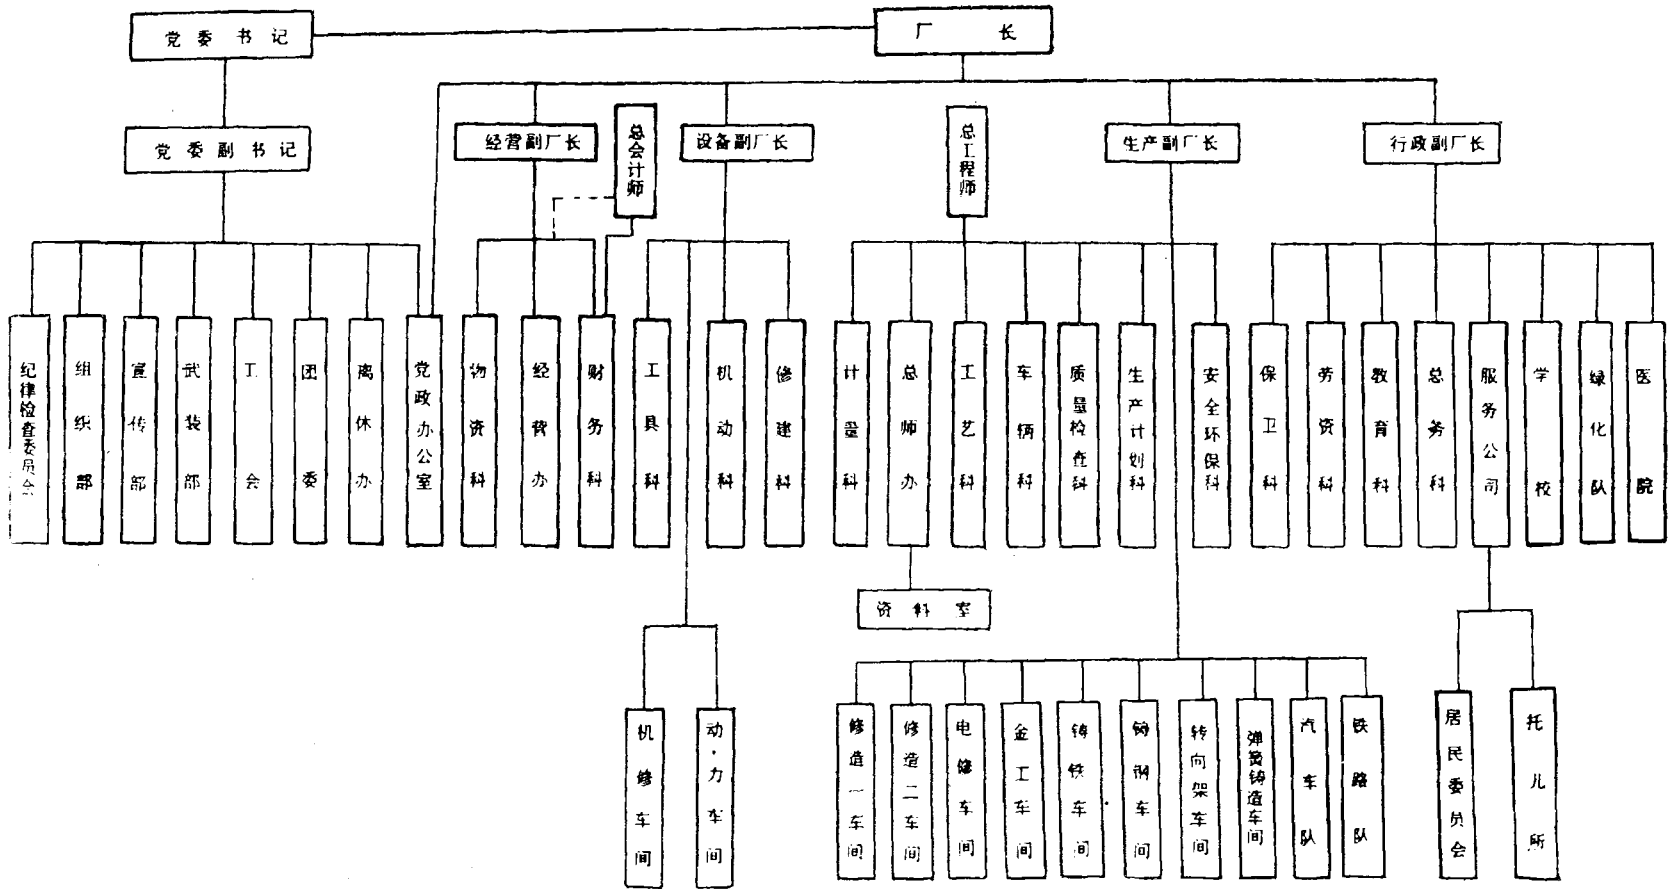 党委书记
厂长
党委副书记
经营副厂长
总会计师
设备副厂长
总工程师
生产副厂长
行政副厂长
纪律检查委员会
组织部
宣传部
武装部
工会
团委
离休办
党政办公室
物资科
经营办
财务科
工具科
机动科
修建科
计量科
总师办
工艺科
车辆科
质量检查科
生产计划科
安全环保科
保卫科
劳资科
教育科
总务科
服务公司
学校
绿化队
医院
资料室
机修车间
动力车间
修造一车间
修造二车间
电修车间
金工车间
铸铁车间
铸钢车间
转向架车间
弹簧铸造车间
汽车队
铁路队
居民委员会
托儿所